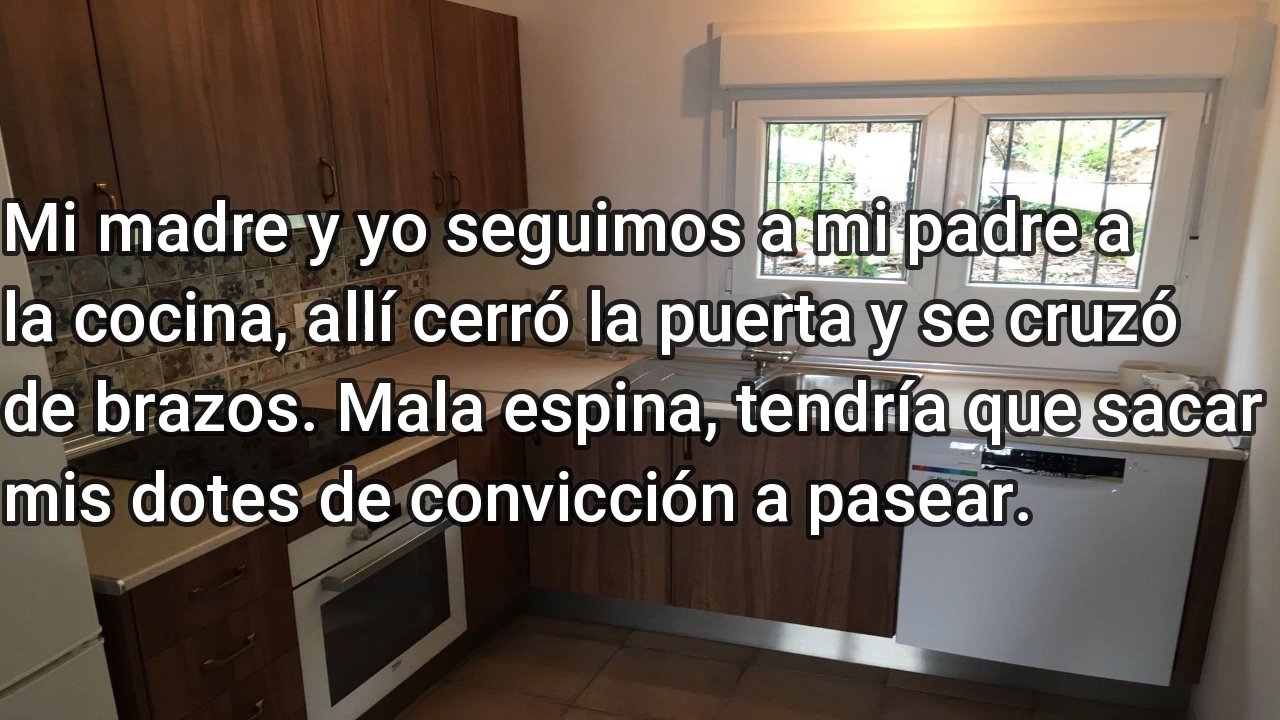 Mi madre y yo seguimos a mi padre a
la cocina, allí cerró la puerta y se cruzó
de brazos. Mala espina, tendría que sacar
mis dotes de convicción a pasear.